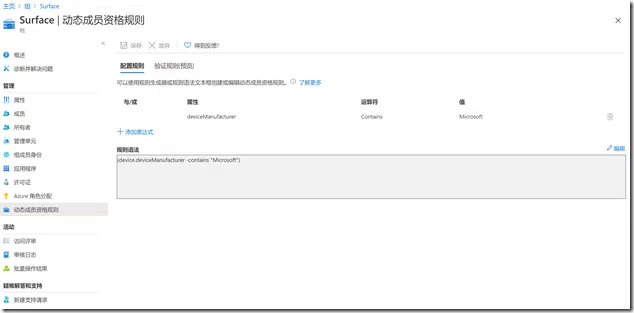 主页 > 组 > Surface
Surface | 动态成员资格规则
组
保存 放弃 得到反馈?
概述
诊断并解决问题
管理
属性
成员
所有者
管理单元
组成员身份
应用程序
许可证
Azure 角色分配
动态成员资格规则
活动
访问评审
审核日志
批量操作结果
疑难解答和支持
新建支持请求
配置规则 验证规则(预览)
可以使用规则生成器或规则语法文本框创建或编辑动态成员资格规则。 了解更多
与/或 属性 运算符 值
deviceManufacturer Contains Microsoft
添加表达式
规则语法 编辑
(device.deviceManufacturer -contains "Microsoft")